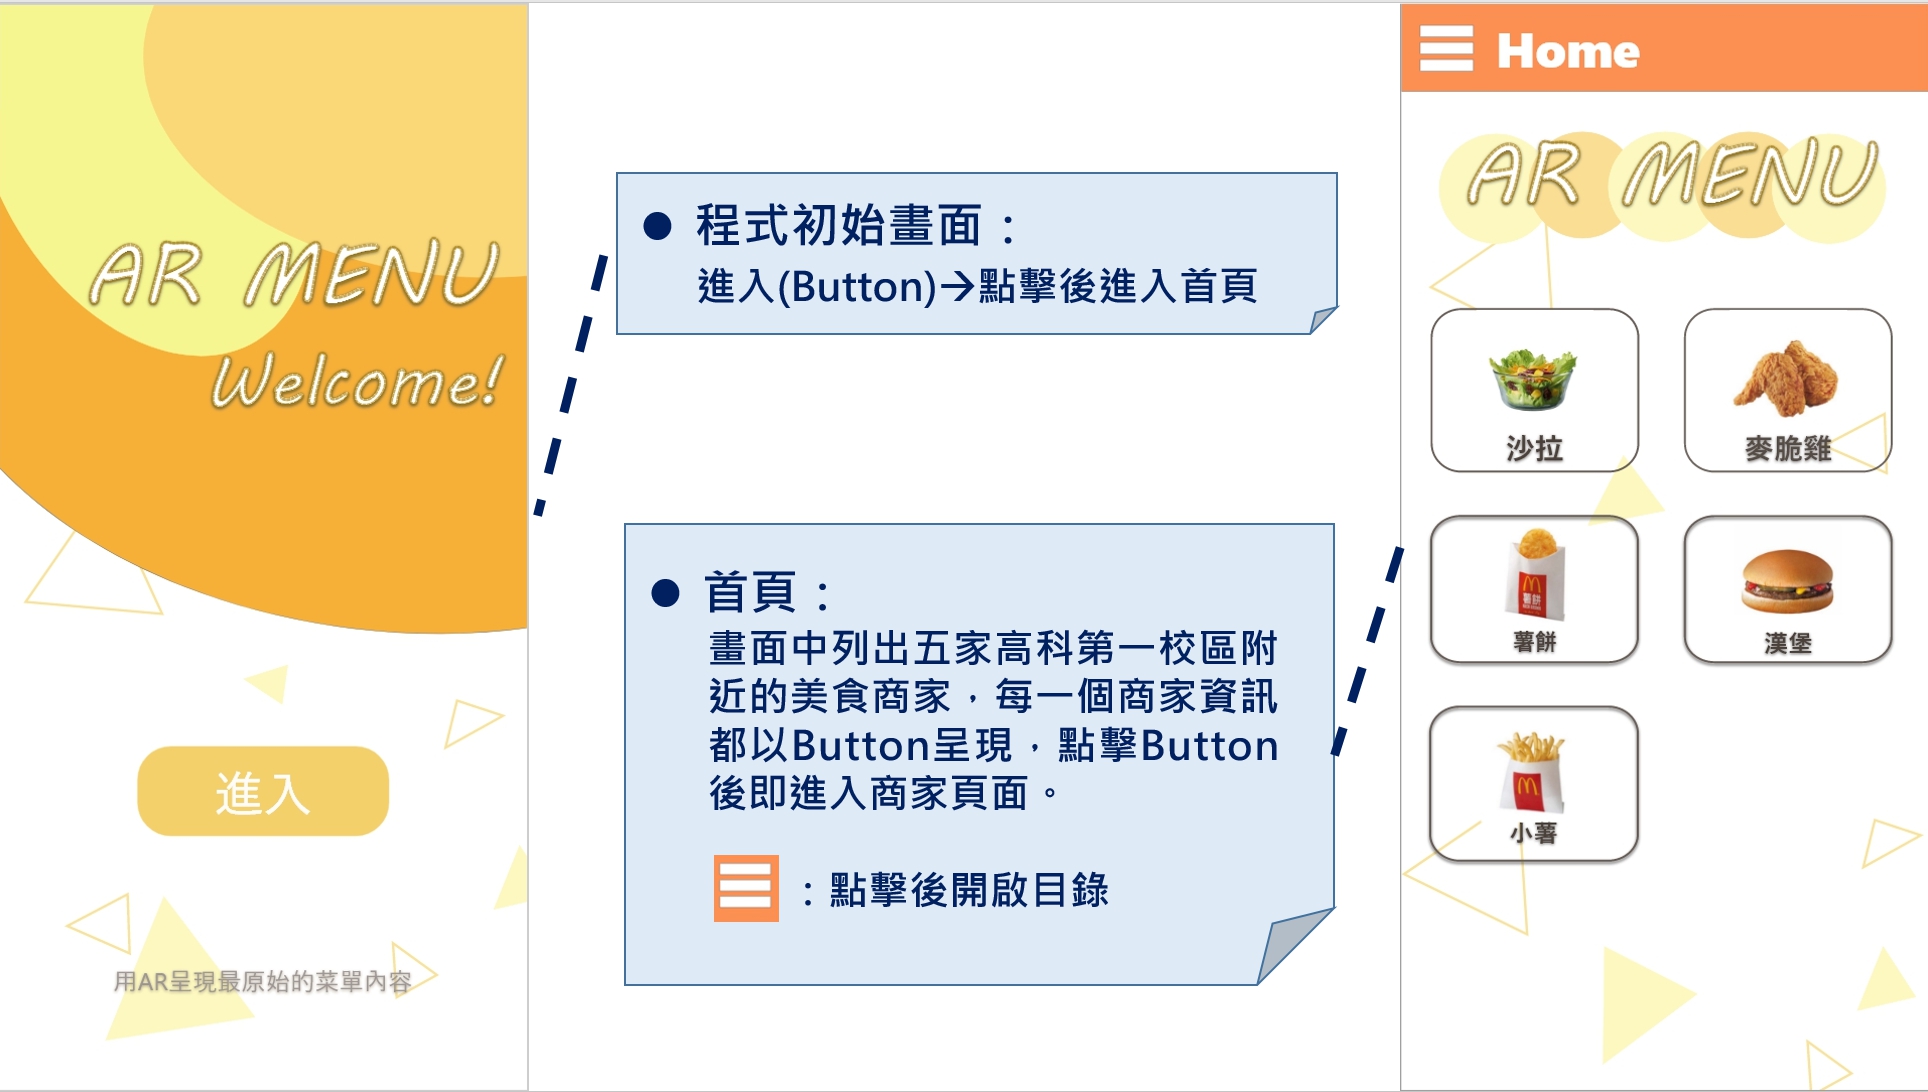 AR MENU
Welcome!
進入
用AR呈現最原始的菜單內容
● 程式初始畫面：
進入(Button)→點擊後進入首頁
● 首頁：
畫面中列出五家高科第一校區附
近的美食商家，每一個商家資訊
都以Button呈現，點擊Button
後即進入商家頁面。
：點擊後開啟目錄
Home
AR MENU
沙拉
麥脆雞
薯餅
薯餅
漢堡
小薯